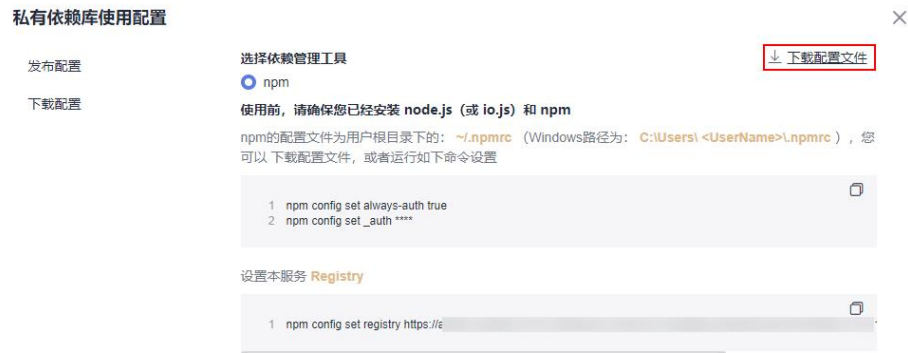 私有依赖库使用配置
发布配置
下载配置
选择依赖管理工具
下载配置文件
npm
使用前，请确保您已经安装 node.js（或 io.js）和 npm
npm的配置文件为用户根目录下的： ~/.npmrc （Windows路径为： C:\Users\ <UserName>\.npmrc ），您
可以 下载配置文件，或者运行如下命令设置
1 npm config set always-auth true
2 npm config set _auth ****
设置本服务 Registry
1 npm config set registry https://a